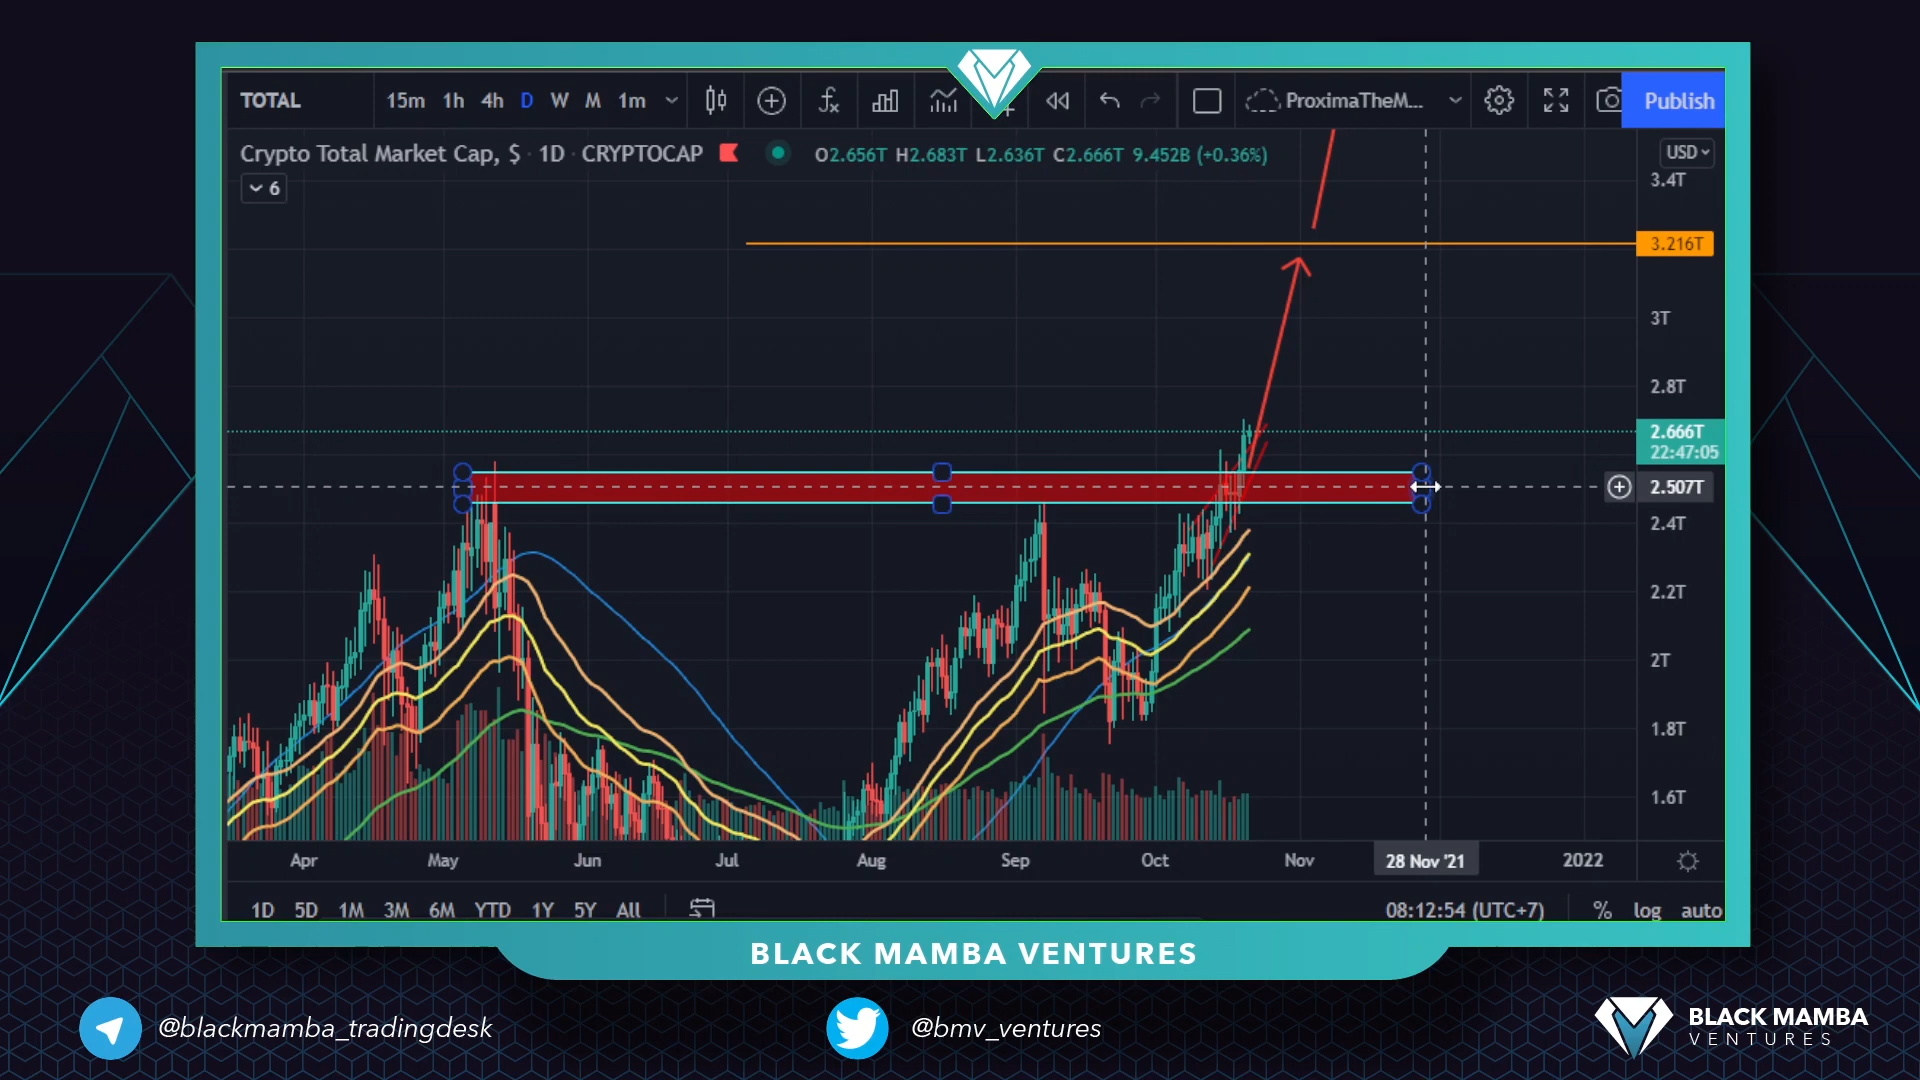 TOTAL 15m 1h 4h D W M 1m ProximaTheM... Publish
Crypto Total Market Cap, $ · 1D · CRYPTOCAP O2.656T H2.683T L2.636T C2.666T 9.452B (+0.36%) USD
6
3.4T
3.216T
3T
2.8T
2.666T
22:47:05
2.507T
2.4T
2.2T
2T
1.8T
1.6T
Apr May Jun Jul Aug Sep Oct Nov 28 Nov '21 2022
1D 5D 1M 3M 6M YTD 1Y 5Y All 08:12:54 (UTC+7) % log auto
BLACK MAMBA VENTURES
@blackmamba_tradingdesk @bmv_ventures
BLACK MAMBA
VENTURES